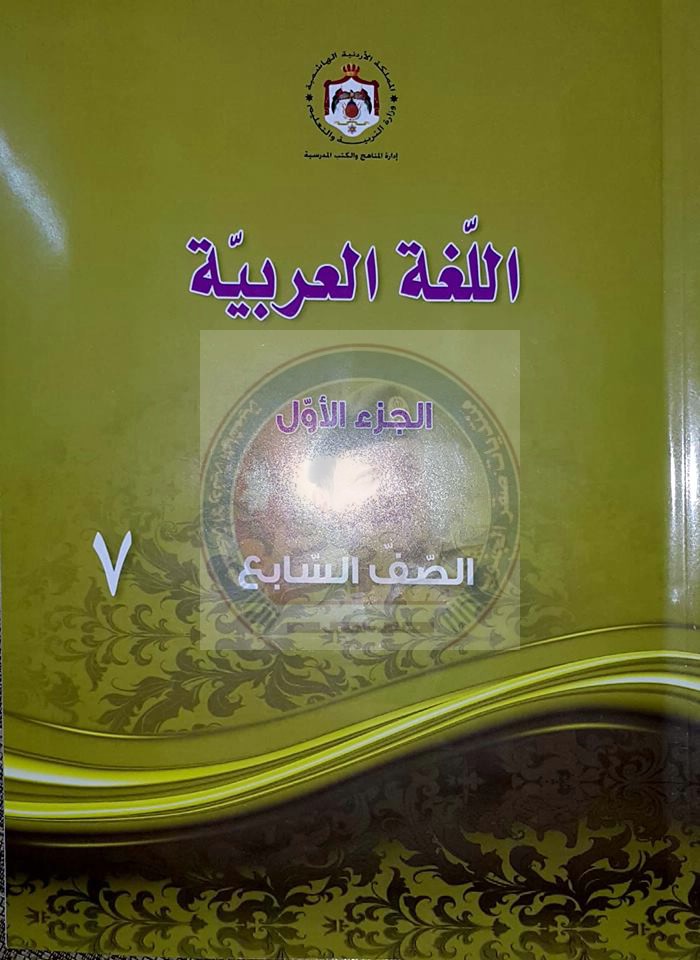 المملكة الأردنية الهاشمية
وزارة التربية والتعليم
إدارة المناهج والكتب المدرسية
اللّغة العربيّة
الجزء الأوّل
الصّفّ السّابع
٧